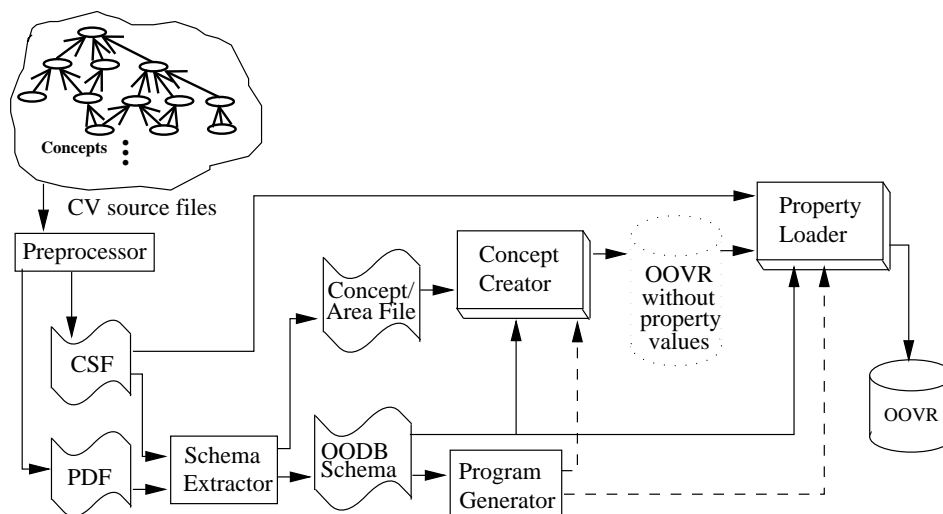 Concepts
CV source files
Preprocessor
CSF
PDF
Schema
Extractor
Concept/
Area File
OODB
Schema
Concept
Creator
Program
Generator
OOVR
without
property
values
Property
Loader
OOVR